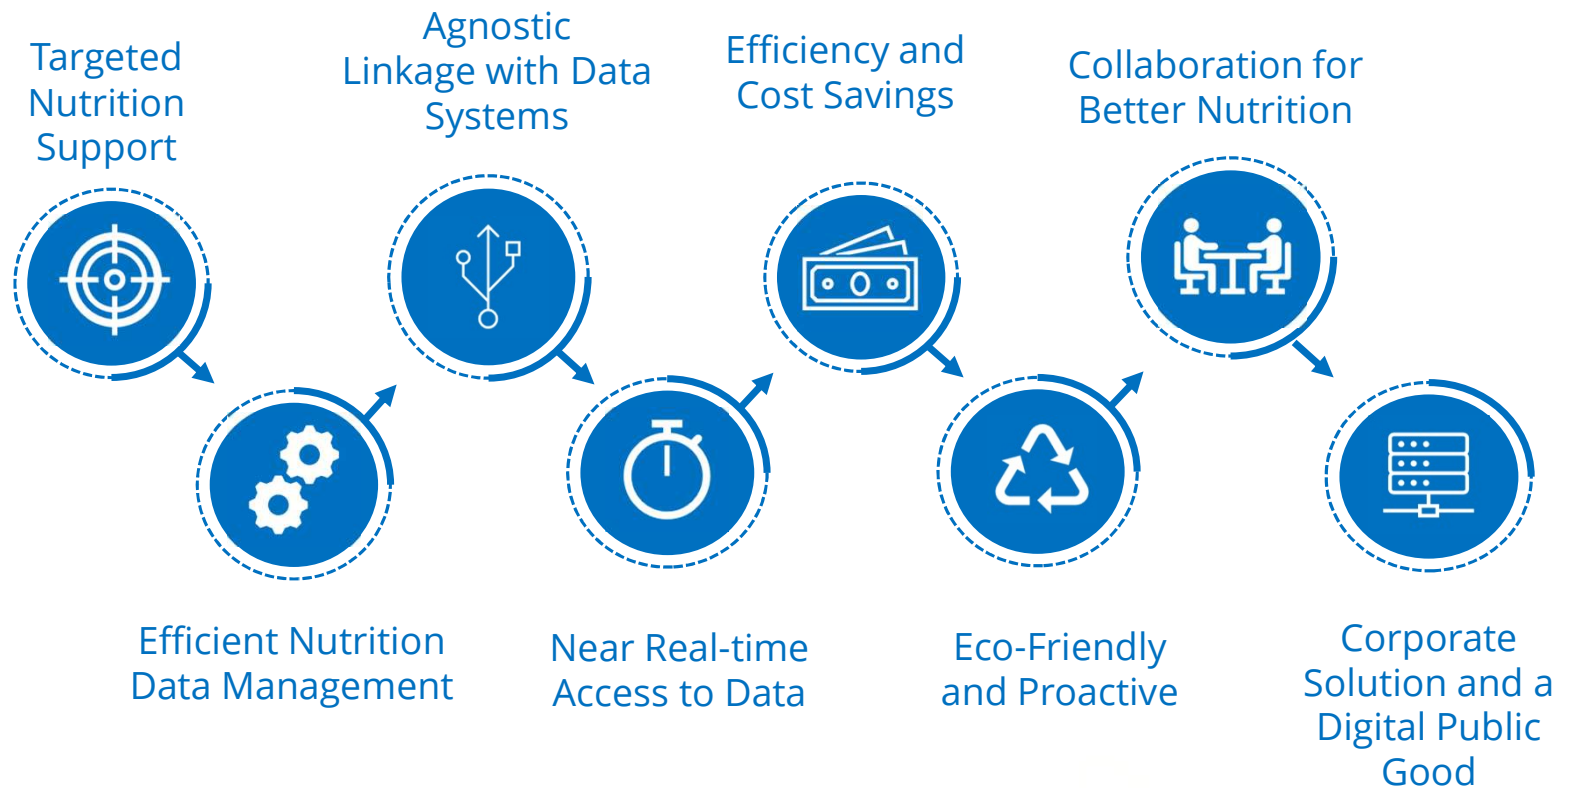 Targeted
Nutrition
Support
Efficient Nutrition
Data Management
Agnostic
Linkage with Data
Systems
Near Real-time
Access to Data
Efficiency and
Cost Savings
Eco-Friendly
and Proactive
Collaboration for
Better Nutrition
Corporate
Solution and a
Digital Public
Good